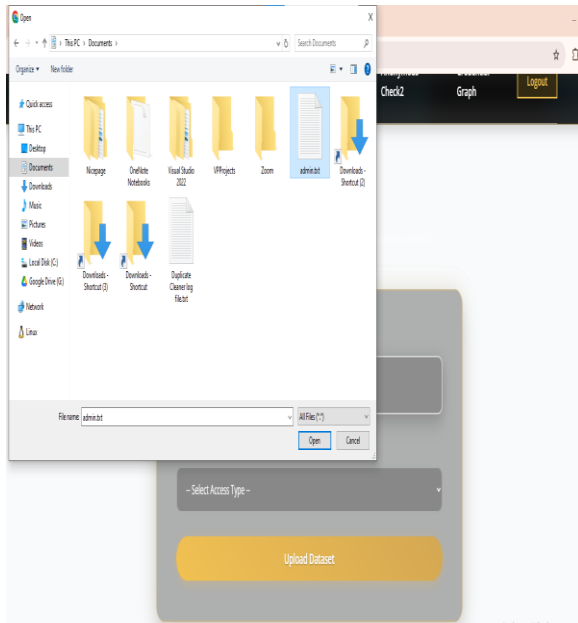 Open
X
This PC > Documents >
Search Documents
Organize
New folder
Check2
Graph
Logout
Quick access
This PC
Desktop
Documents
Downloads
Music
Pictures
Videos
Local Disk (C:)
Google Drive (G:)
Network
Linux
Nicepage
OneNote Notebooks
Visual Studio 2022
VPProjects
Zoom
admin.txt
Downloads - Shortcut (2)
Downloads - Shortcut (3)
Downloads - Shortcut
Duplicate Cleaner log file.txt
File name: admin.txt
All Files (*.*)
Open
Cancel
-- Select Access Type --
Upload Dataset